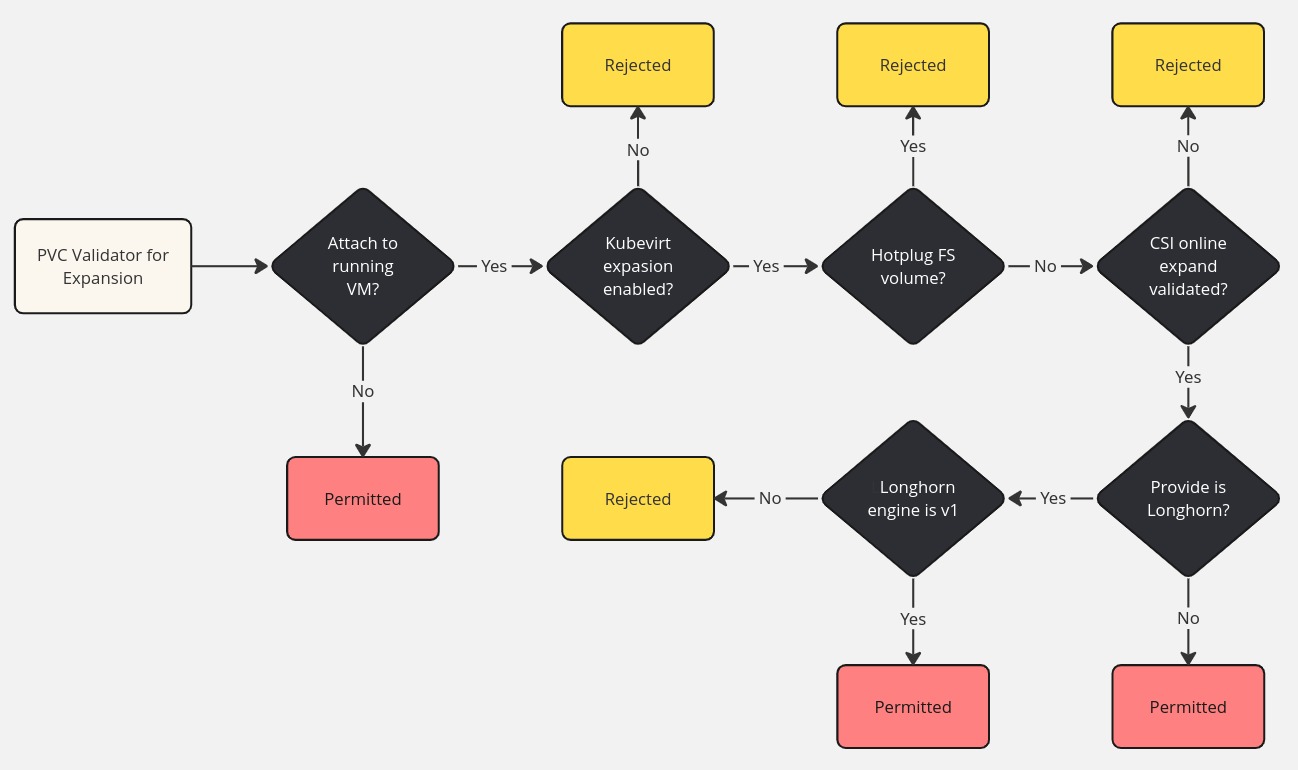 Rejected
Rejected
Rejected
No
Yes
No
PVC Validator for
Expansion
Attach to
running
VM?
Yes
Kubevirt
expasion
enabled?
Yes
Hotplug FS
volume?
No
CSI online
expand
validated?
No
Yes
Permitted
Rejected
No
Longhorn
engine is v1
Yes
Provide is
Longhorn?
Yes
No
Permitted
Permitted